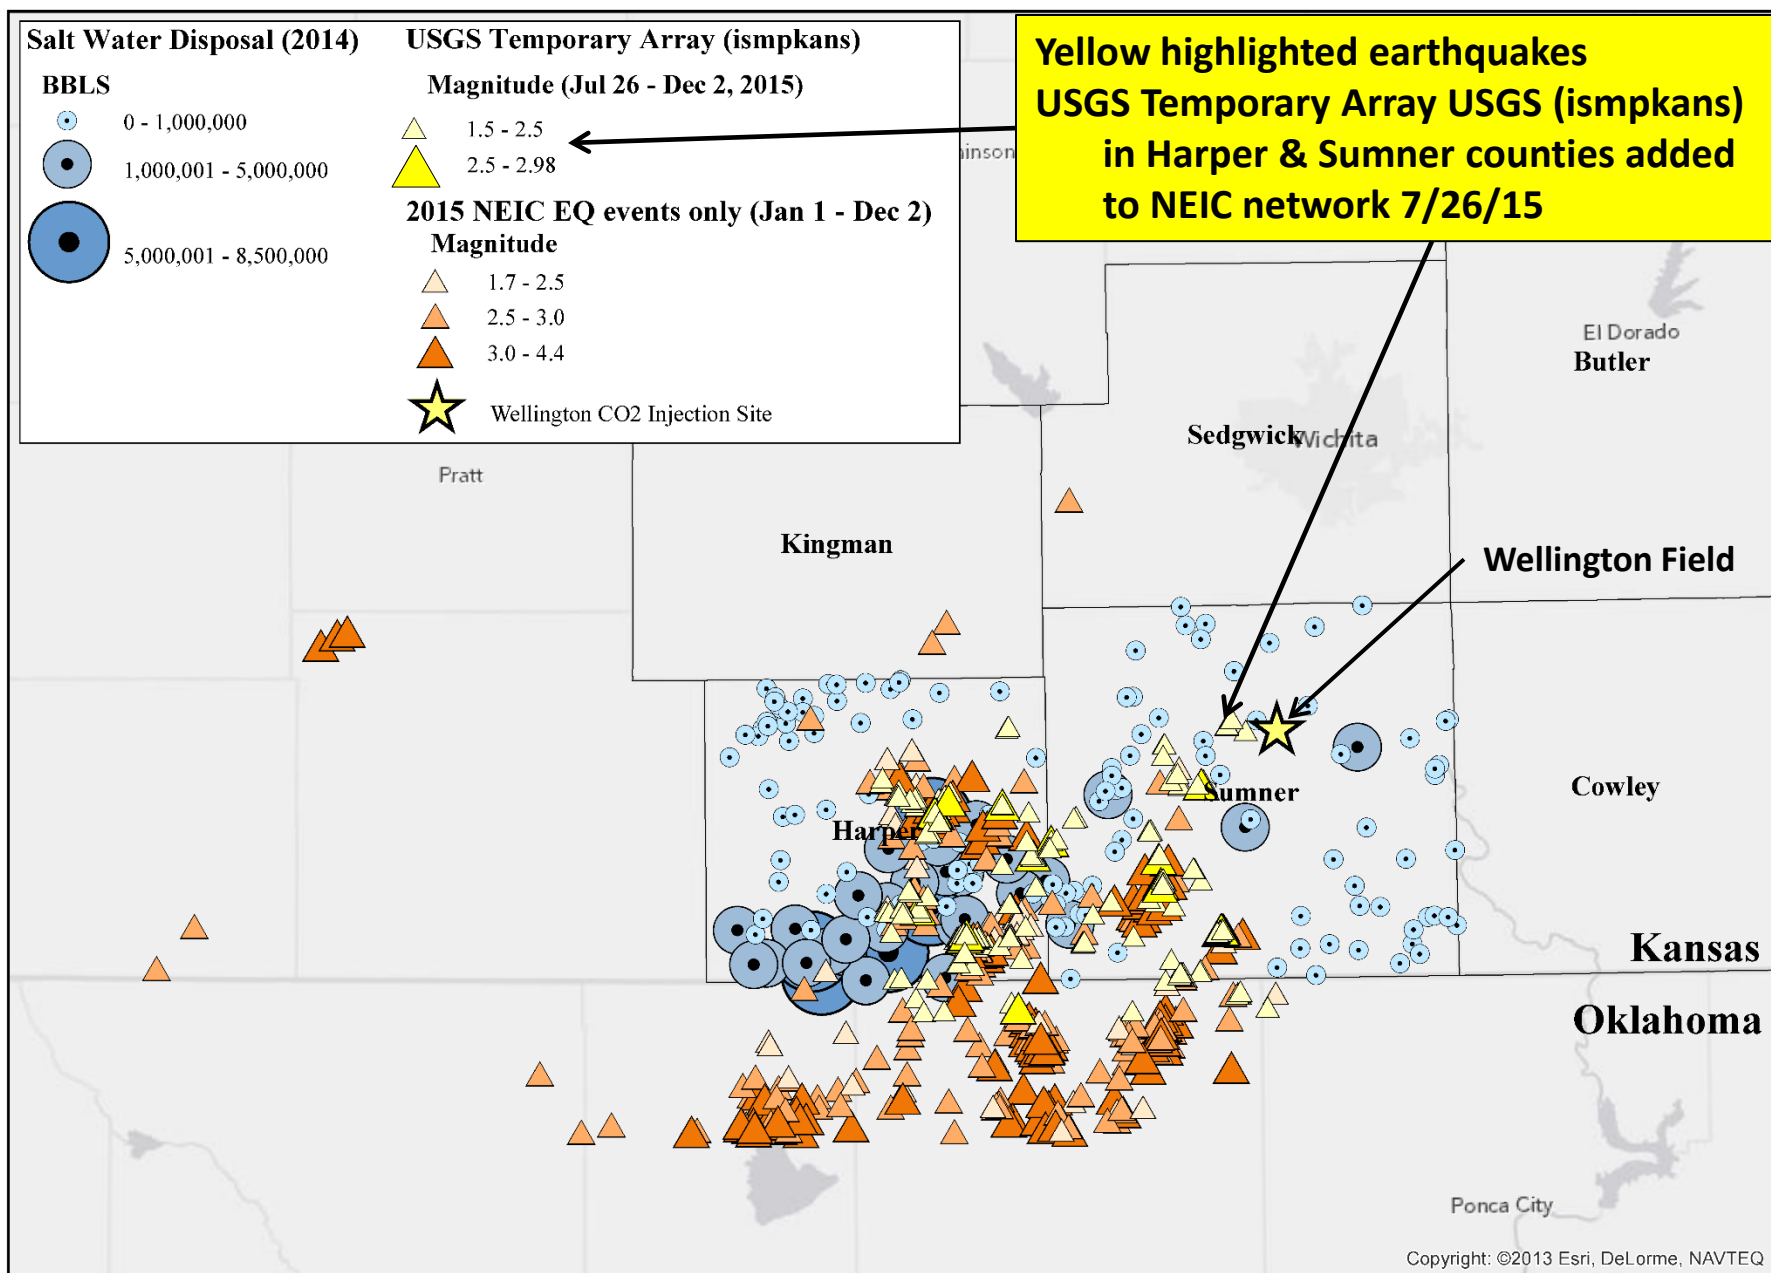 Salt Water Disposal (2014)
BBLS
0 - 1,000,000
1,000,001 - 5,000,000
5,000,001 - 8,500,000
USGS Temporary Array (ismpkans)
Magnitude (Jul 26 - Dec 2, 2015)
1.5 - 2.5
2.5 - 2.98
2015 NEIC EQ events only (Jan 1 - Dec 2)
Magnitude
1.7 - 2.5
2.5 - 3.0
3.0 - 4.4
Wellington CO2 Injection Site
Yellow highlighted earthquakes
USGS Temporary Array USGS (ismpkans)
in Harper & Sumner counties added
to NEIC network 7/26/15
El Dorado
Butler
Sedgwick
Wichita
Pratt
Kingman
Wellington Field
Sumner
Cowley
Harper
Kansas
Oklahoma
Ponca City
Copyright: ©2013 Esri, DeLorme, NAVTEQ